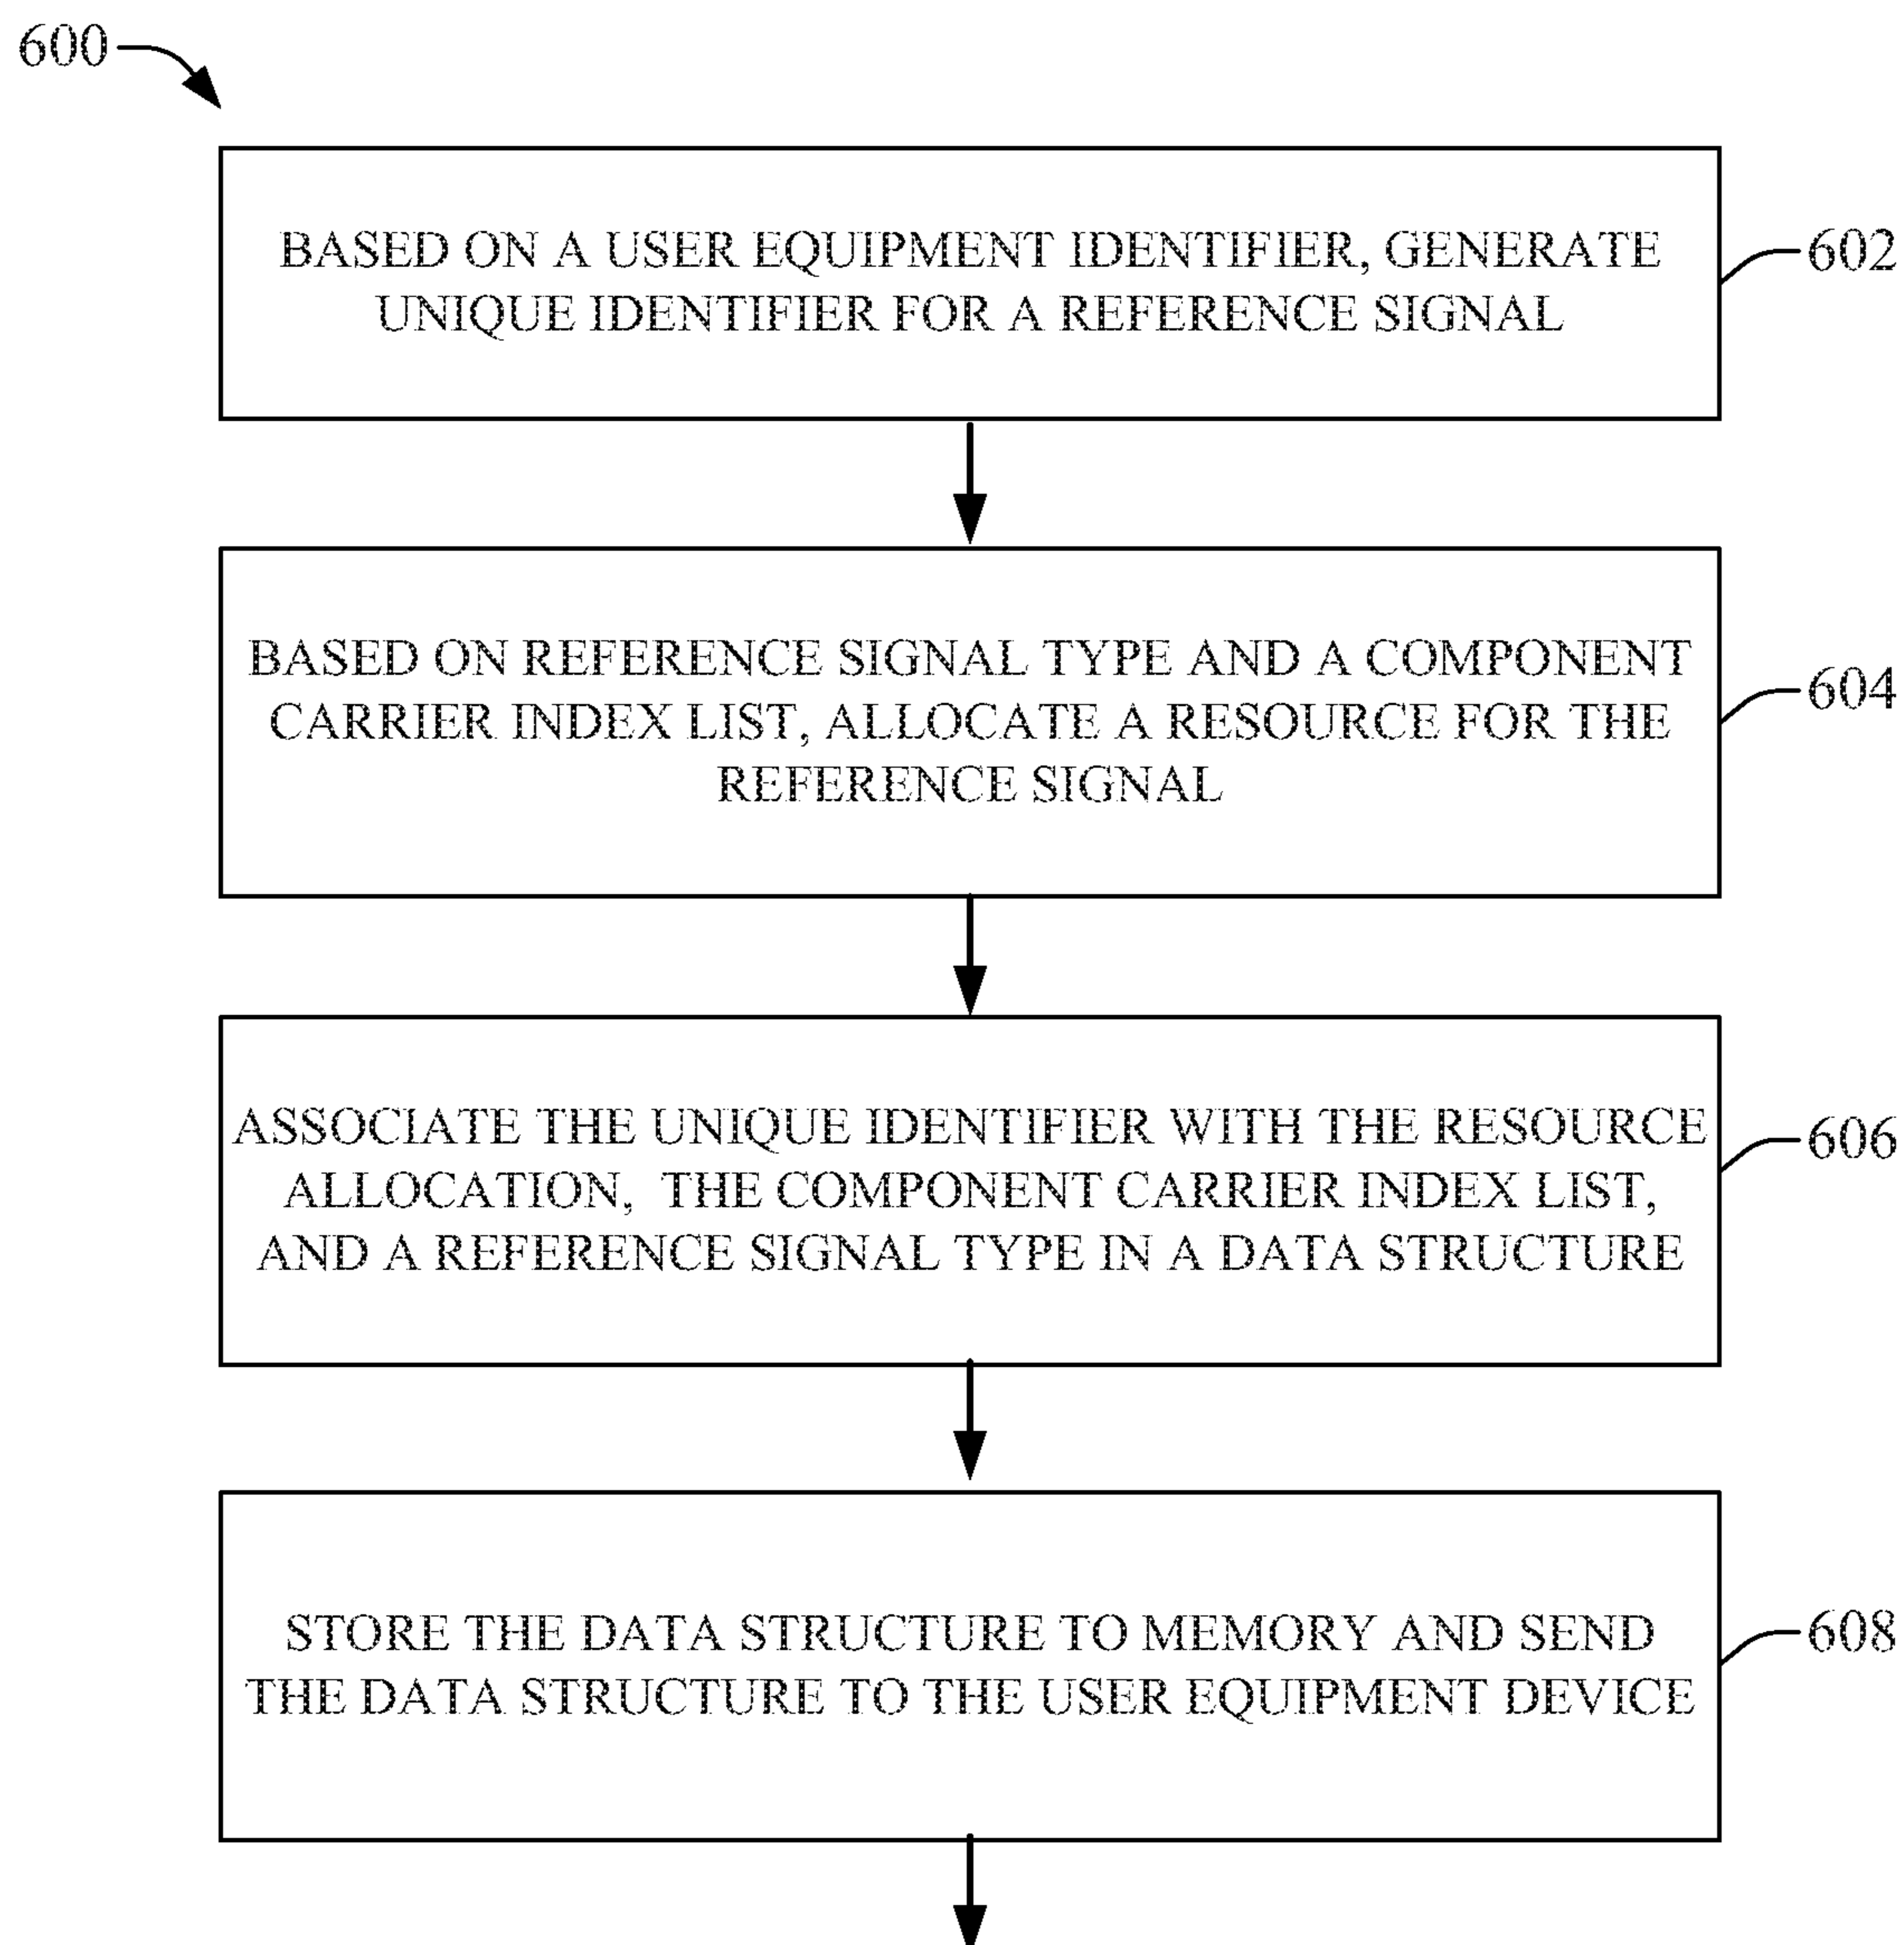 600
BASED ON A USER EQUIPMENT IDENTIFIER, GENERATE
UNIQUE IDENTIFIER FOR A REFERENCE SIGNAL
602
BASED ON REFERENCE SIGNAL TYPE AND A COMPONENT
CARRIER INDEX LIST, ALLOCATE A RESOURCE FOR THE
REFERENCE SIGNAL
604
ASSOCIATE THE UNIQUE IDENTIFIER WITH THE RESOURCE
ALLOCATION, THE COMPONENT CARRIER INDEX LIST,
AND A REFERENCE SIGNAL TYPE IN A DATA STRUCTURE
606
STORE THE DATA STRUCTURE TO MEMORY AND SEND
THE DATA STRUCTURE TO THE USER EQUIPMENT DEVICE
608